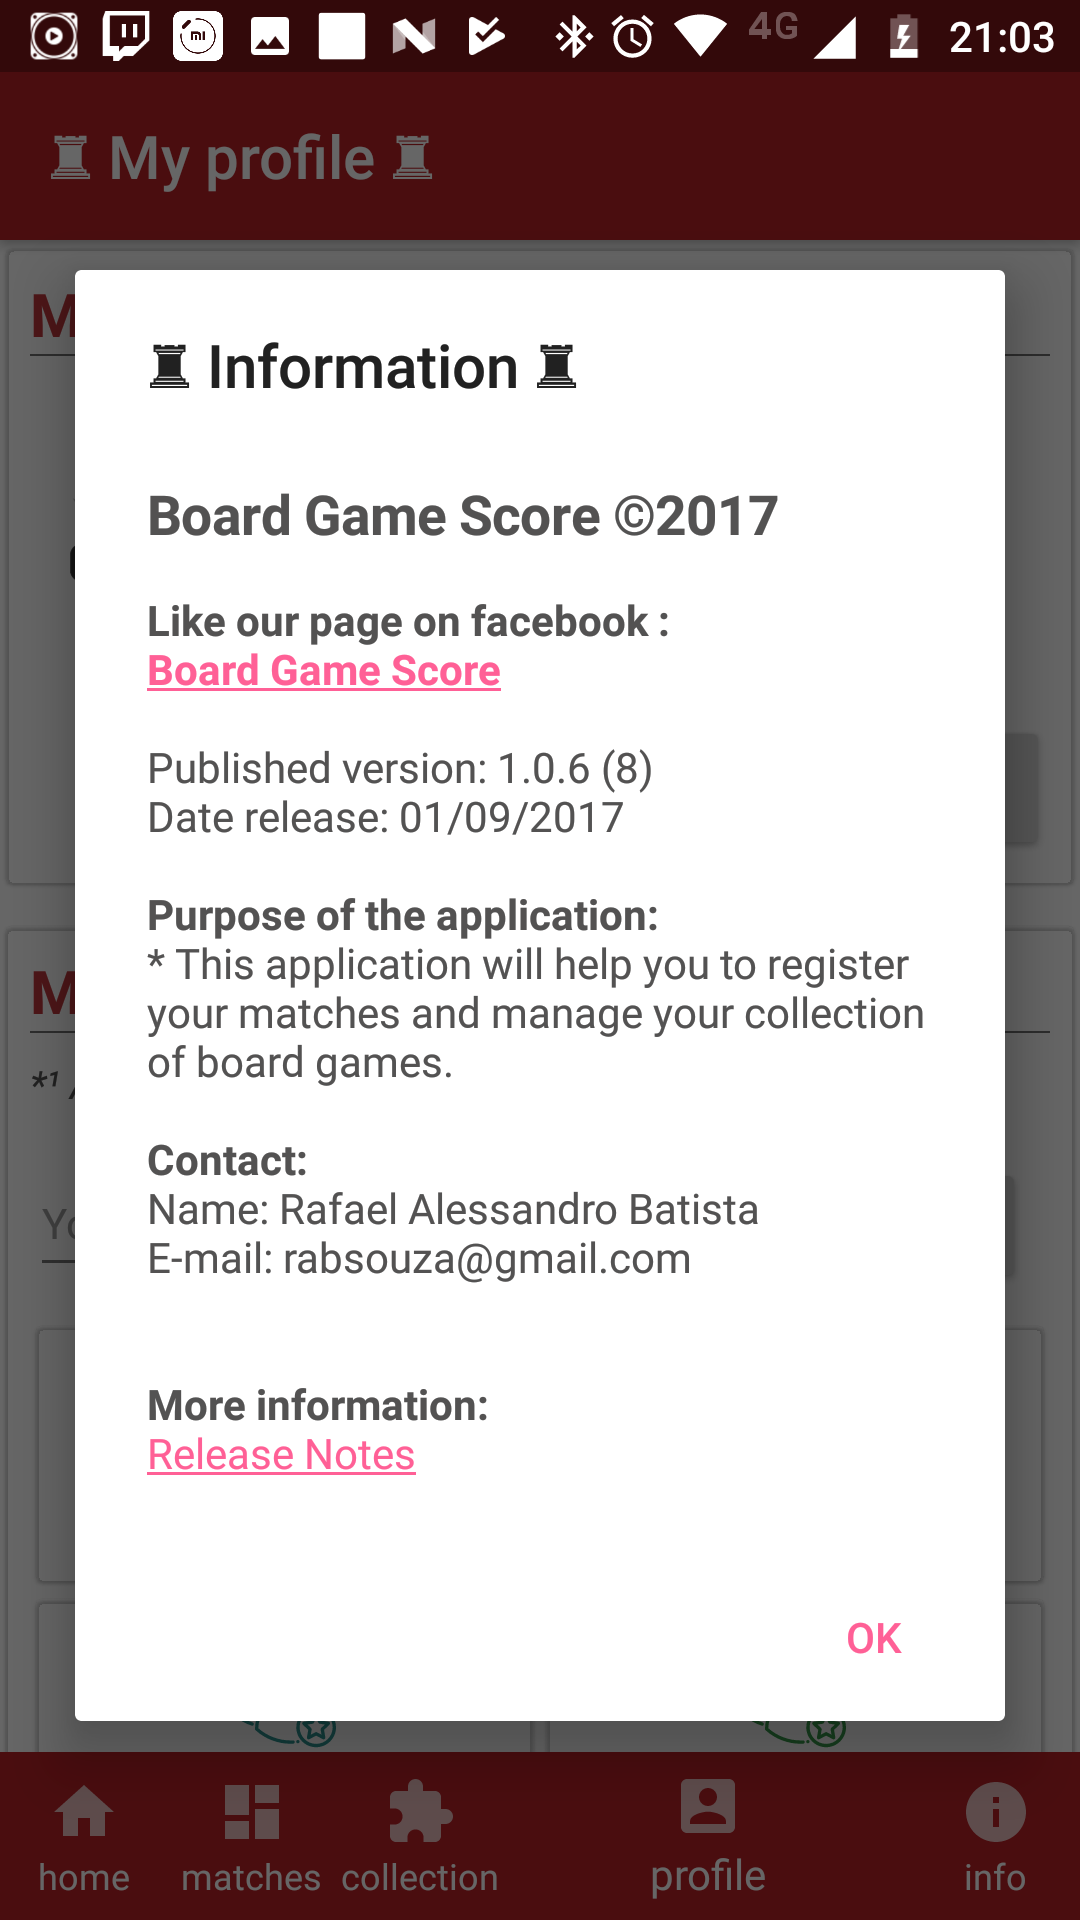 4G 21:03
♜ My profile ♜
♜ Information ♜
Board Game Score ©2017
Like our page on facebook :
Board Game Score
Published version: 1.0.6 (8)
Date release: 01/09/2017
Purpose of the application:
* This application will help you to register
your matches and manage your collection
of board games.
Contact:
Name: Rafael Alessandro Batista
E-mail: rabsouza@gmail.com
More information:
Release Notes
OK
home matches collection profile info